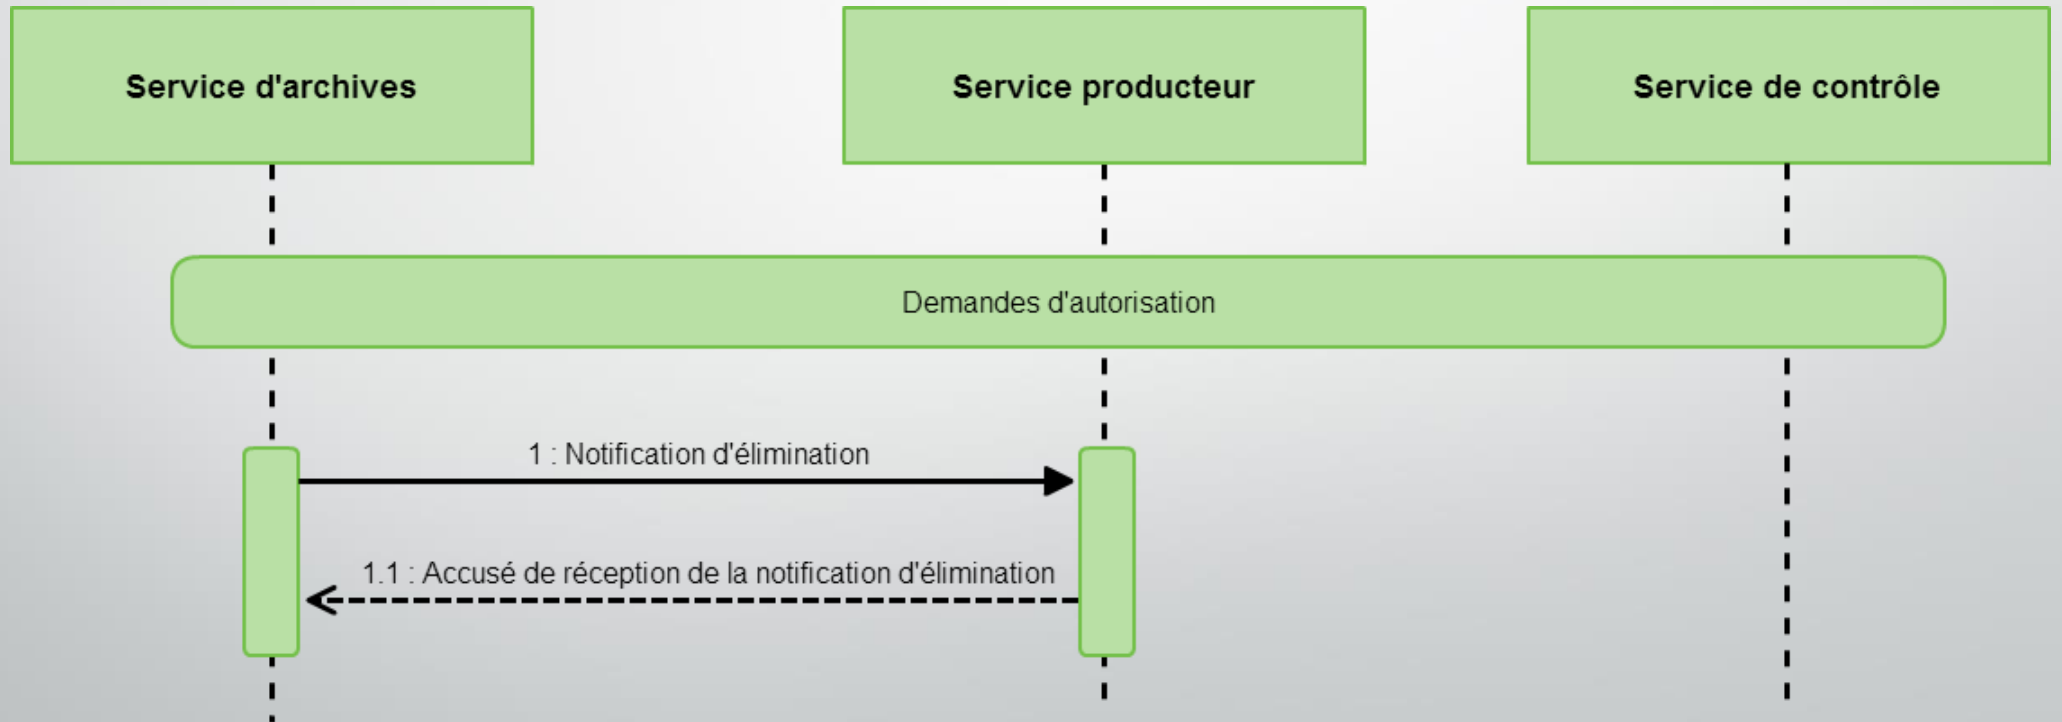 Service d'archives
Service producteur
Service de contrôle
Demandes d'autorisation
1 : Notification d'élimination
1.1 : Accusé de réception de la notification d'élimination